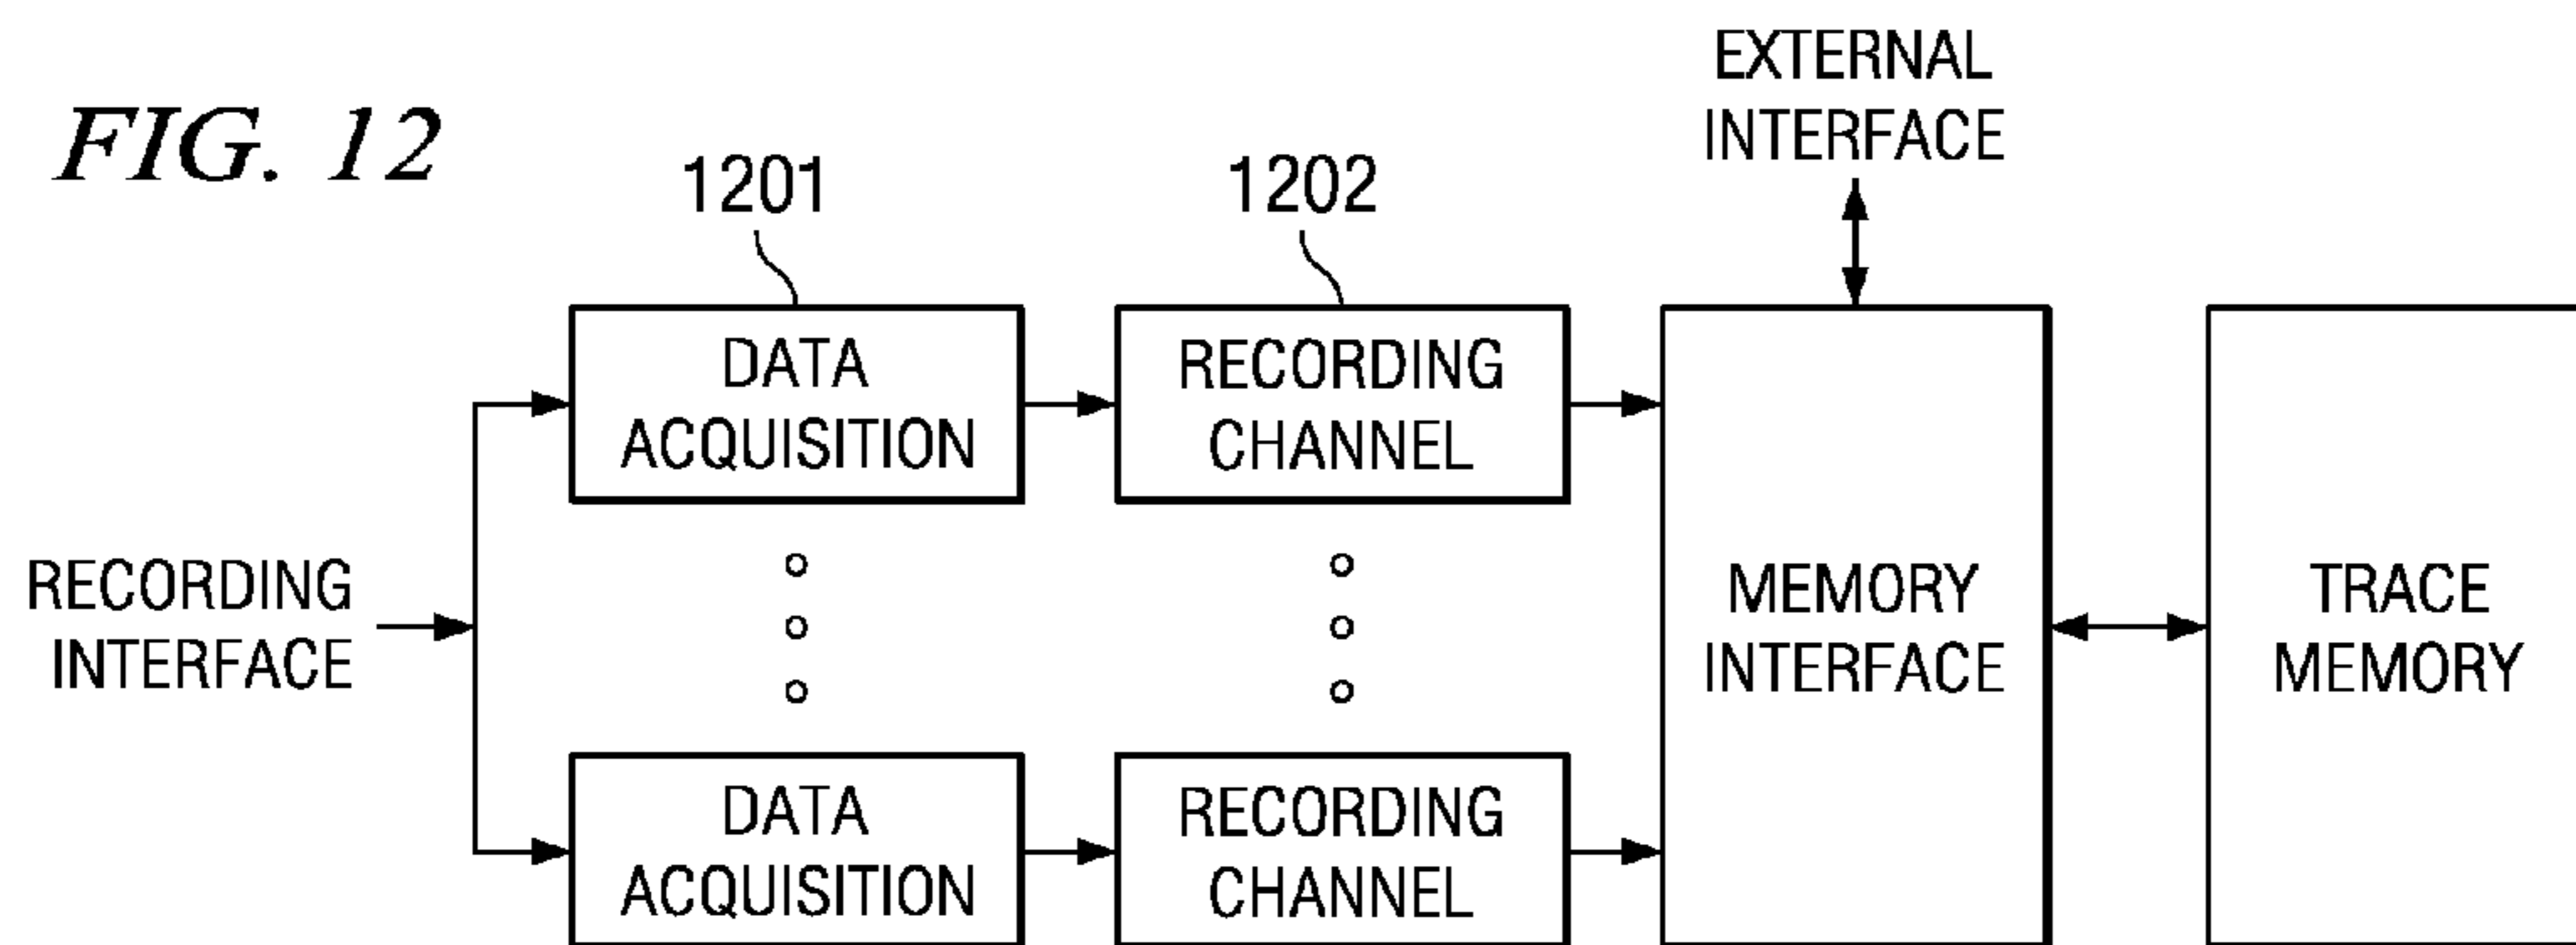 FIG. 12
EXTERNAL
INTERFACE
1201
1202
DATA
ACQUISITION
RECORDING
CHANNEL
RECORDING
INTERFACE
MEMORY
INTERFACE
TRACE
MEMORY
DATA
ACQUISITION
RECORDING
CHANNEL